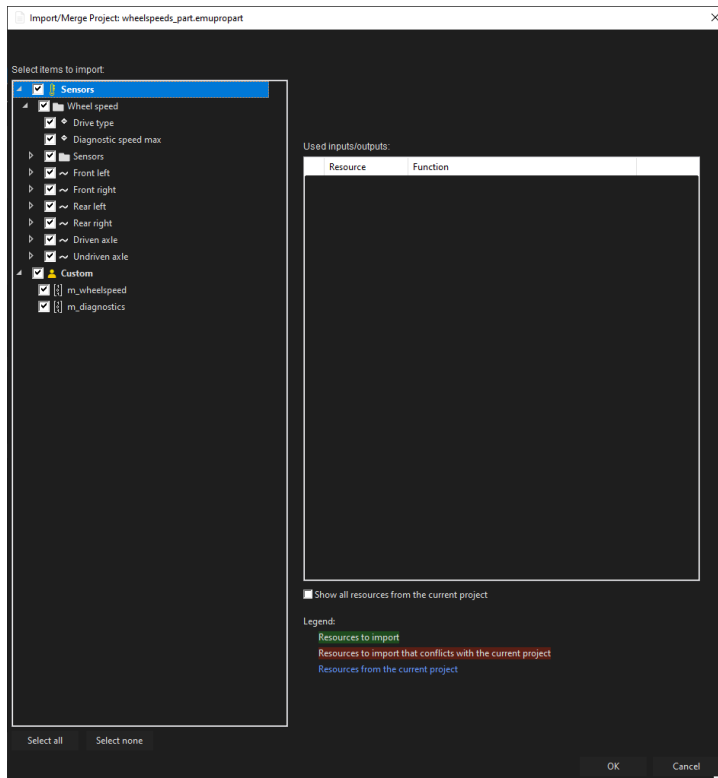 Import/Merge Project: wheelspeeds_part.emupropart
Select items to import:
Sensors
Wheel speed
Drive type
Diagnostic speed max
Sensors
Front left
Front right
Rear left
Rear right
Driven axle
Undriven axle
Custom
m_wheelspeed
m_diagnostics
Used inputs/outputs:
Resource Function
Show all resources from the current project
Legend:
Resources to import
Resources to import that conflicts with the current project
Resources from the current project
Select all Select none
OK Cancel